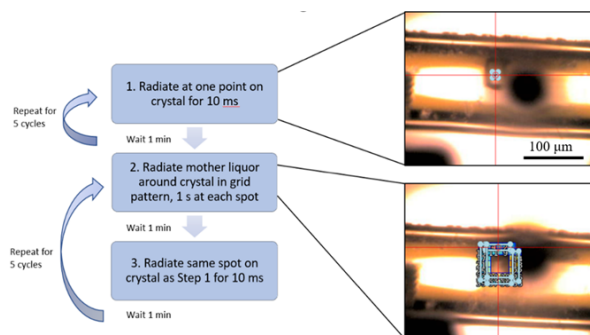 1. Radiate at one point on
crystal for 10 ms
Repeat for
5 cycles
Wait 1 min
100 μm
2. Radiate mother liquor
around crystal in grid
pattern, 1 s at each spot
Wait 1 min
Repeat for
5 cycles
3. Radiate same spot on
crystal as Step 1 for 10 ms
Wait 1 min